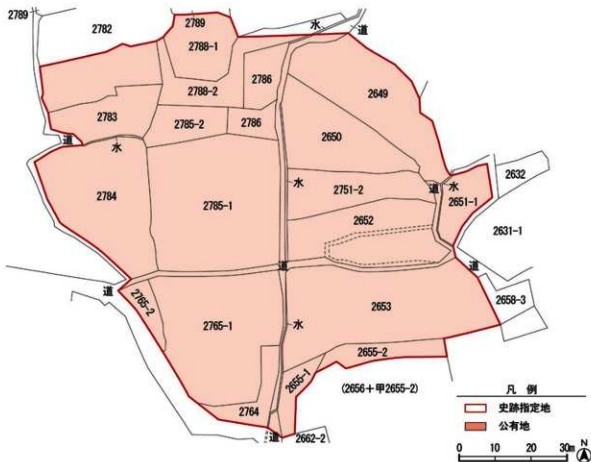 2789
2782
2789
2788-1
水
道
2786
2649
2788-2
2783
2785-2
2786
2650
道
水
2784
2785-1
水
2751-2
道
水
2651-1
2632
2652
2631-1
道
道
道
2765-2
2658-3
2765-1
水
2653
2655-2
2655-1
(2656+甲2655-2)
2764
道
2662-2
凡 例
史跡指定地
公有地
0 10 20 30m
N